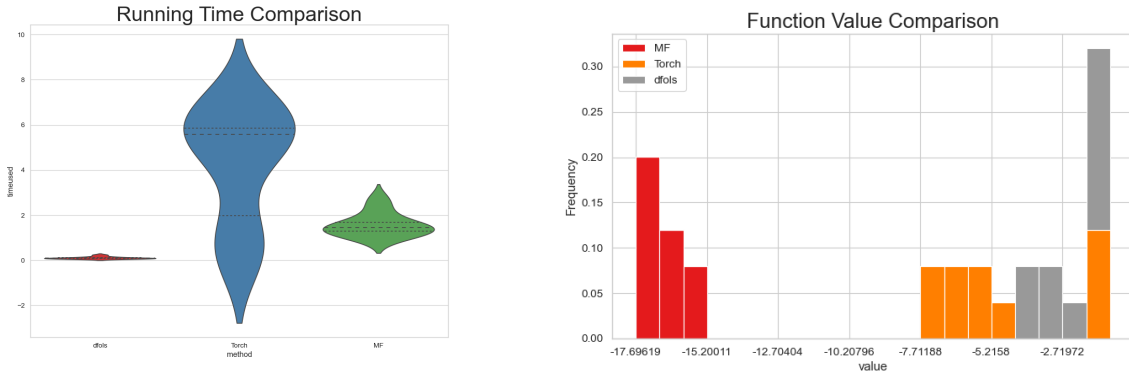 Running Time Comparison
10
8
6
4
2
0
−2
timeused
dfols
Torch
MF
method
Function Value Comparison
MF
Torch
dfols
0.30
0.25
0.20
0.15
0.10
0.05
0.00
Frequency
-17.69619
-15.20011
-12.70404
-10.20796
-7.71188
-5.2158
-2.71972
value